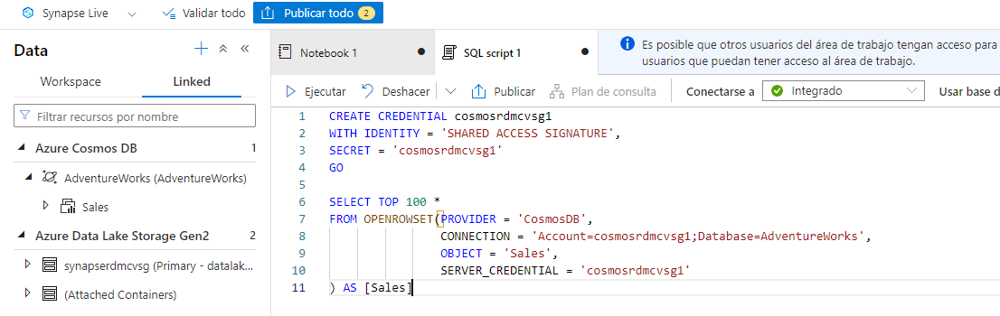 Synapse Live
Validar todo
Publicar todo 2
Data
Workspace
Linked
Filtrar recursos por nombre
Azure Cosmos DB 1
AdventureWorks (AdventureWorks)
Sales
Azure Data Lake Storage Gen2 2
synapserdmcvsg (Primary - datalak...
(Attached Containers)
Notebook 1
SQL script 1
Es posible que otros usuarios del área de trabajo tengan acceso para
usuarios que puedan tener acceso al área de trabajo.
Ejecutar Deshacer Publicar Plan de consulta Conectarse a Integrado Usar base d
1 CREATE CREDENTIAL cosmosrdmcvsg1
2 WITH IDENTITY = 'SHARED ACCESS SIGNATURE',
3 SECRET = 'cosmosrdmcvsg1'
4 GO
5
6 SELECT TOP 100 *
7 FROM OPENROWSET(PROVIDER = 'CosmosDB',
8 CONNECTION = 'Account=cosmosrdmcvsg1;Database=AdventureWorks',
9 OBJECT = 'Sales',
10 SERVER_CREDENTIAL = 'cosmosrdmcvsg1'
11 ) AS [Sales]